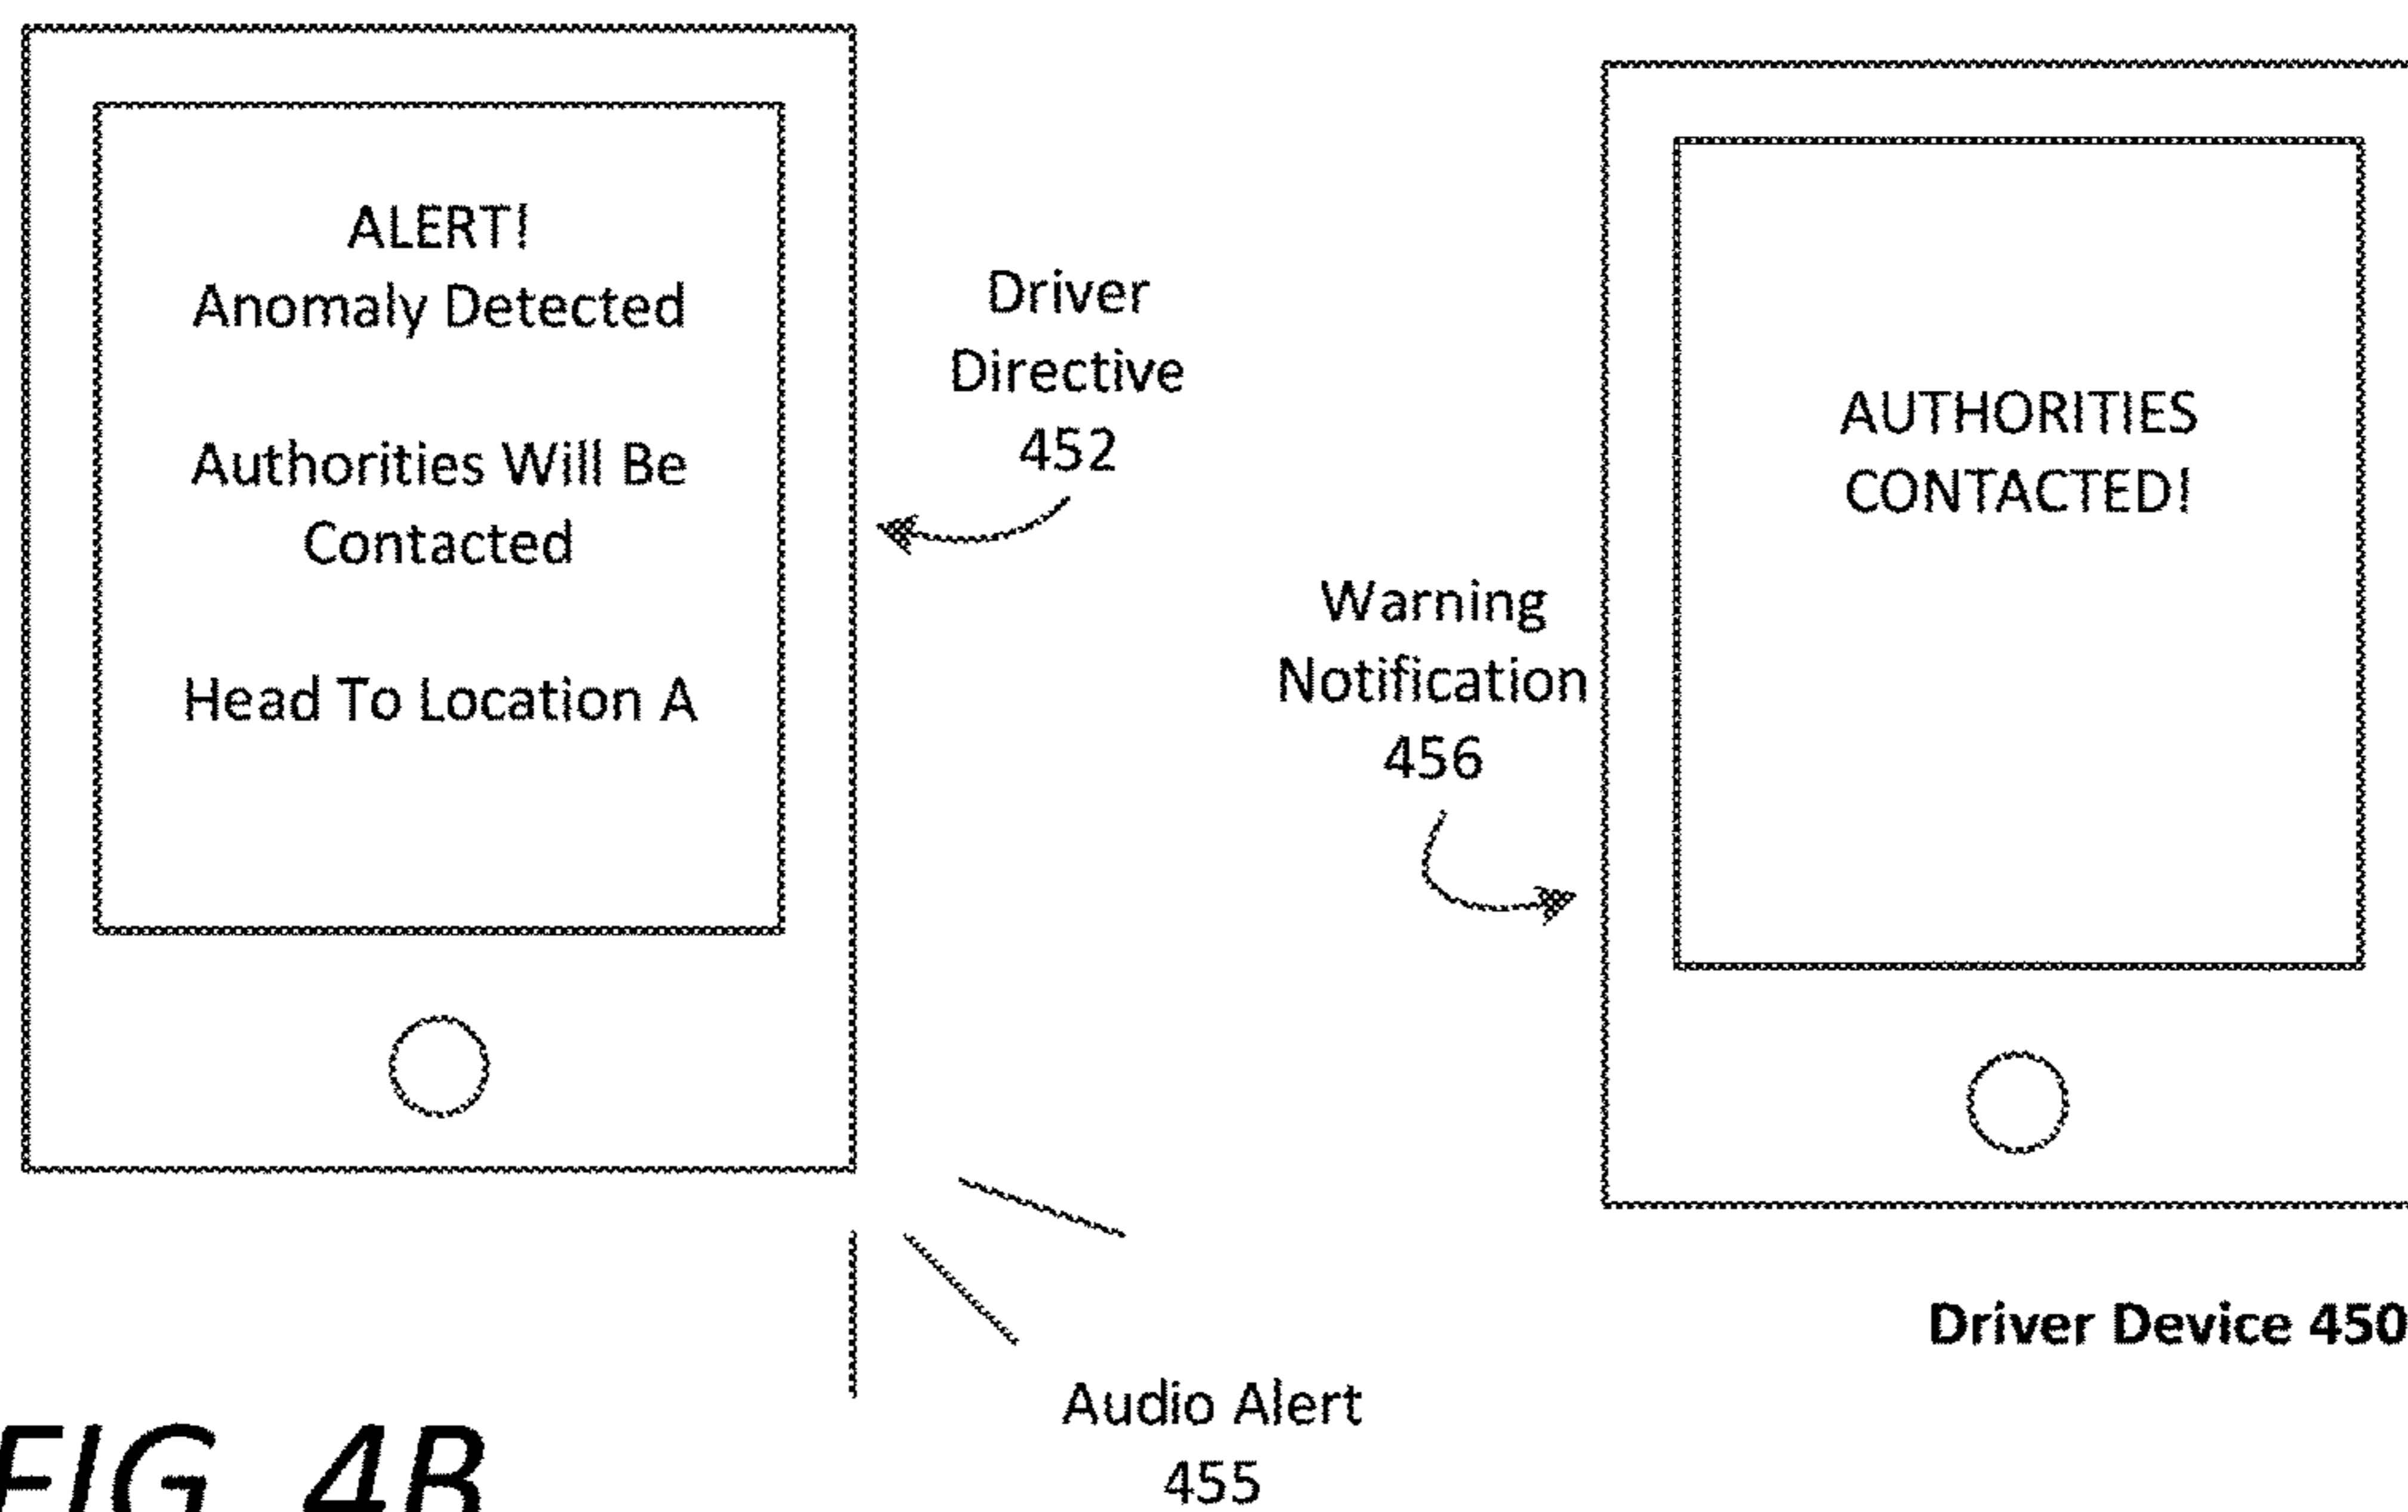 ALERT!
Anomaly Detected
Authorities Will Be
Contacted
Head To Location A
Driver
Directive
452
Warning
Notification
456
AUTHORITIES
CONTACTED!
Driver Device 450
Audio Alert
455
FIG. 4B